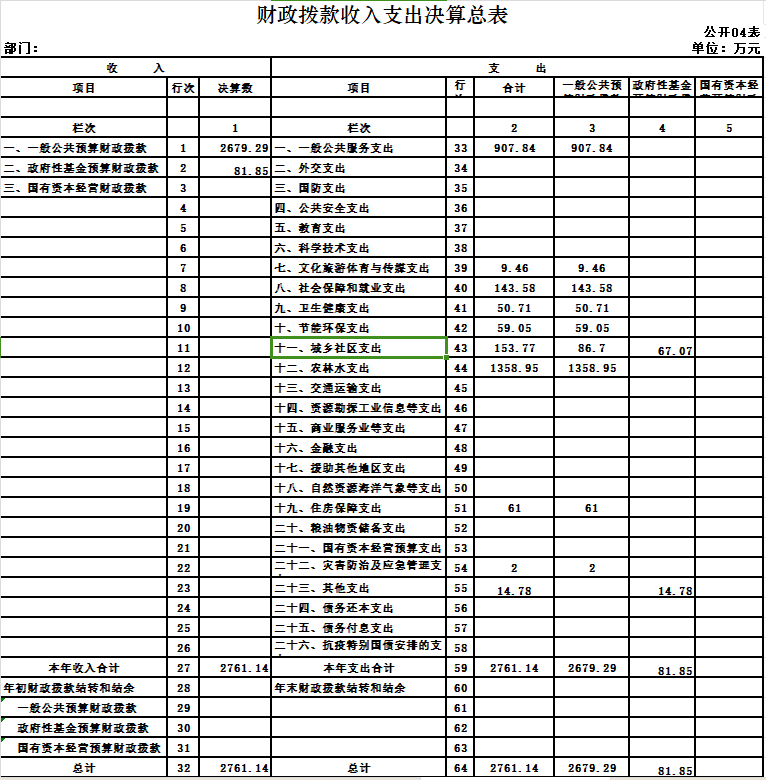 财政拨款收入支出决算总表
公开04表
部门： 单位：万元
收 入 支 出
项目 行次 决算数 项目 行 合计 一般公共预 政府性基金 国有资本经
栏次 1 栏次 2 3 4 5
一、一般公共预算财政拨款 1 2679.29 一、一般公共服务支出 33 907.84 907.84
二、政府性基金预算财政拨款 2 81.85 二、外交支出 34
三、国有资本经营财政拨款 3 三、国防支出 35
4 四、公共安全支出 36
5 五、教育支出 37
6 六、科学技术支出 38
7 七、文化旅游体育与传媒支出 39 9.46 9.46
8 八、社会保障和就业支出 40 143.58 143.58
9 九、卫生健康支出 41 50.71 50.71
10 十、节能环保支出 42 59.05 59.05
11 十一、城乡社区支出 43 153.77 86.7 67.07
12 十二、农林水支出 44 1358.95 1358.95
13 十三、交通运输支出 45
14 十四、资源勘探工业信息等支出 46
15 十五、商业服务业等支出 47
16 十六、金融支出 48
17 十七、援助其他地区支出 49
18 十八、自然资源海洋气象等支出 50
19 十九、住房保障支出 51 61 61
20 二十、粮油物资储备支出 52
21 二十一、国有资本经营预算支出 53
22 二十二、灾害防治及应急管理支 54 2 2
23 二十三、其他支出 55 14.78 14.78
24 二十四、债务还本支出 56
25 二十五、债务付息支出 57
26 二十六、抗疫特别国债安排的支 58
本年收入合计 27 2761.14 本年支出合计 59 2761.14 2679.29 81.85
年初财政拨款结转和结余 28 年末财政拨款结转和结余 60
一般公共预算财政拨款 29 61
政府性基金预算财政拨款 30 62
国有资本经营预算财政拨款 31 63
总计 32 2761.14 总计 64 2761.14 2679.29 81.85